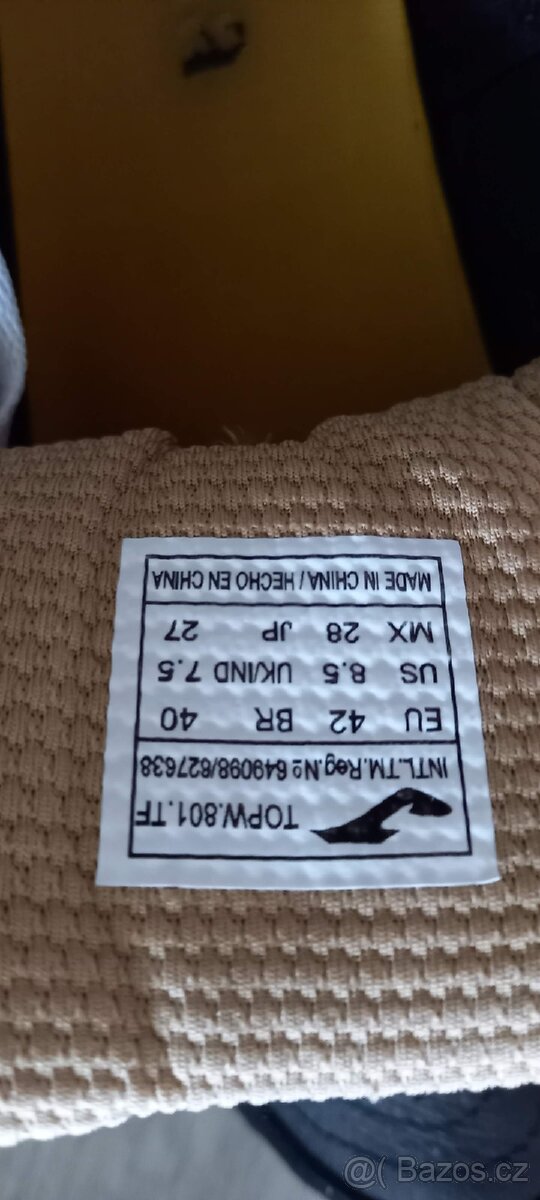 TOPW.801.TF
INTL.TM.Reg.Nº 649098/627638
EU 42 BR 40
US 8.5 UK/IND 7.5
MX 28 JP 27
MADE IN CHINA / HECHO EN CHINA
@( Bazos.cz